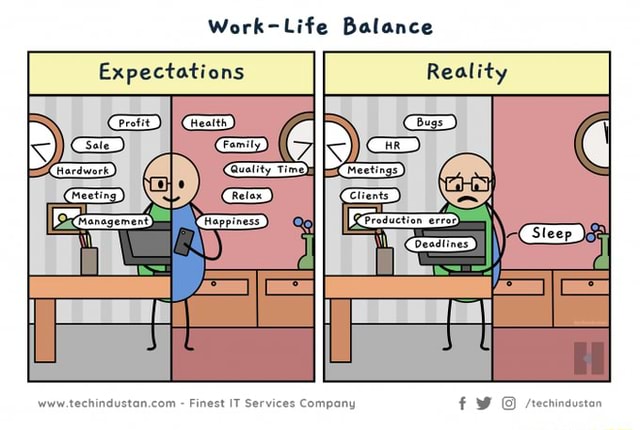 Work-Life Balance
Expectations
Reality
Profit
Sale
Hardwork
Meeting
Management
Health
Family
Quality Time
Relax
Happiness
Bugs
HR
Meetings
Clients
Production error
Deadlines
Sleep
www.techindustan.com - Finest IT Services Company
/techindustan